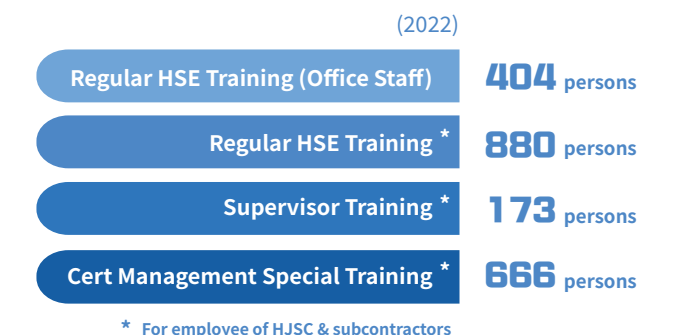 (2022)
Regular HSE Training (Office Staff) 404 persons
Regular HSE Training * 880 persons
Supervisor Training * 173 persons
Cert Management Special Training * 666 persons
* For employee of HJSC & subcontractors